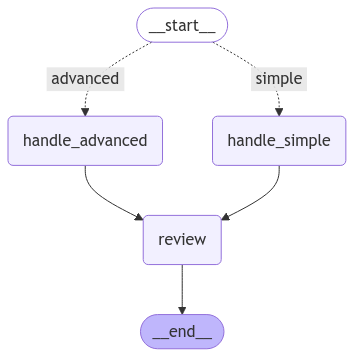 __start__
advanced
simple
handle_advanced
handle_simple
review
__end__